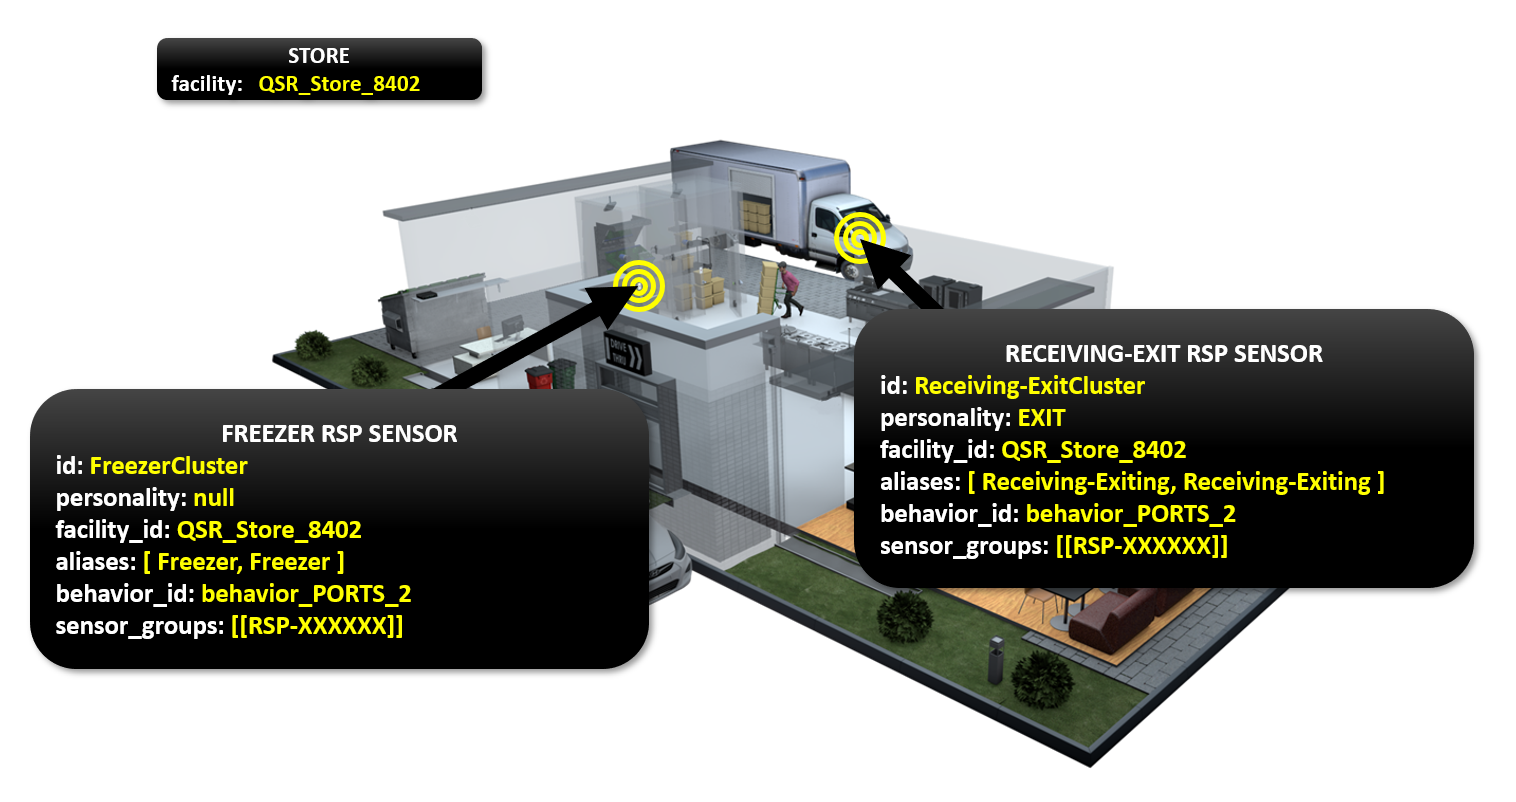 STORE
facility: QSR_Store_8402
DRIVE
THRU
RECEIVING-EXIT RSP SENSOR
id: Receiving-ExitCluster
personality: EXIT
facility_id: QSR_Store_8402
aliases: [ Receiving-Exiting, Receiving-Exiting ]
behavior_id: behavior_PORTS_2
sensor_groups: [[RSP-XXXXXX]]
FREEZER RSP SENSOR
id: FreezerCluster
personality: null
facility_id: QSR_Store_8402
aliases: [ Freezer, Freezer ]
behavior_id: behavior_PORTS_2
sensor_groups: [[RSP-XXXXXX]]